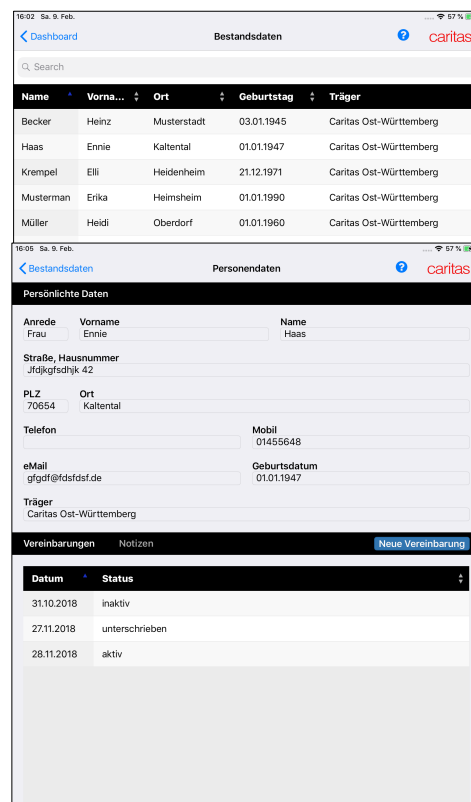 16:02 Sa. 9. Feb. 57 %
Dashboard Bestandsdaten ? caritas
Search
Name Vorna... Ort Geburtstag Träger
Becker Heinz Musterstadt 03.01.1945 Caritas Ost-Württemberg
Haas Ennie Kaltental 01.01.1947 Caritas Ost-Württemberg
Krempel Elli Heidenheim 21.12.1971 Caritas Ost-Württemberg
Musterman Erika Heimsheim 01.01.1990 Caritas Ost-Württemberg
Müller Heidi Oberdorf 01.01.1960 Caritas Ost-Württemberg
16:05 Sa. 9. Feb. 57 %
Bestandsdaten Personendaten ? caritas
Persönlichte Daten
Anrede Vorname Name
Frau Ennie Haas
Straße, Hausnummer
Jfdjkgfsdhjk 42
PLZ Ort
70654 Kaltental
Telefon Mobil
01455648
eMail Geburtsdatum
gfgdf@fdsfdsf.de 01.01.1947
Träger
Caritas Ost-Württemberg
Vereinbarungen Notizen Neue Vereinbarung
Datum Status
31.10.2018 inaktiv
27.11.2018 unterschrieben
28.11.2018 aktiv